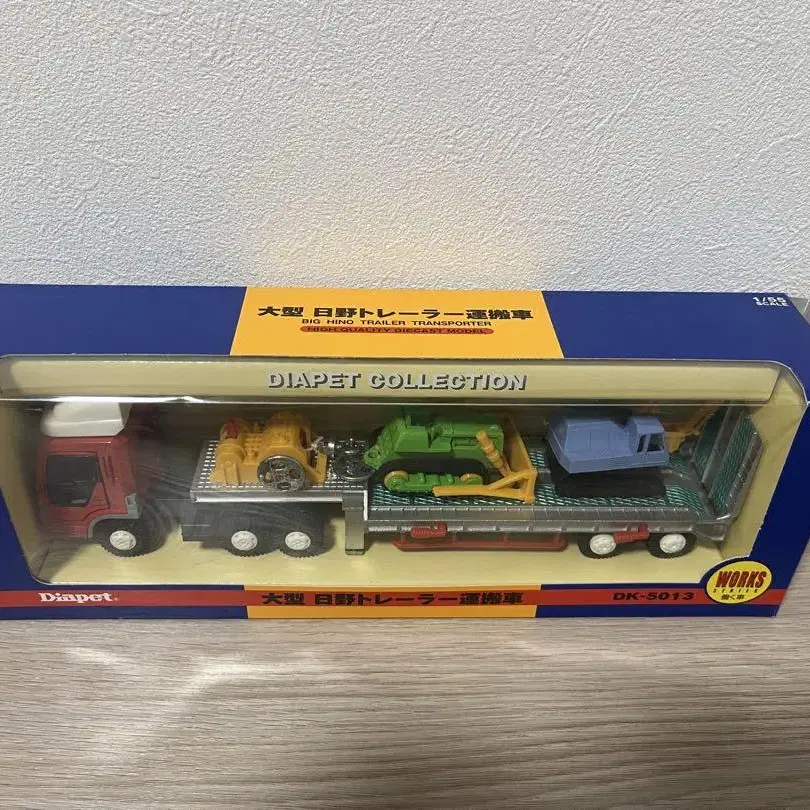 大型 日野トレーラー運搬車
BIG HINO TRAILER TRANSPORTER
HIGH QUALITY DIECAST MODEL
1/55
SCALE
DIAPET COLLECTION
Diapet®
大型 日野トレーラー運搬車
DK-5013
WORKS
SERIES
働く車